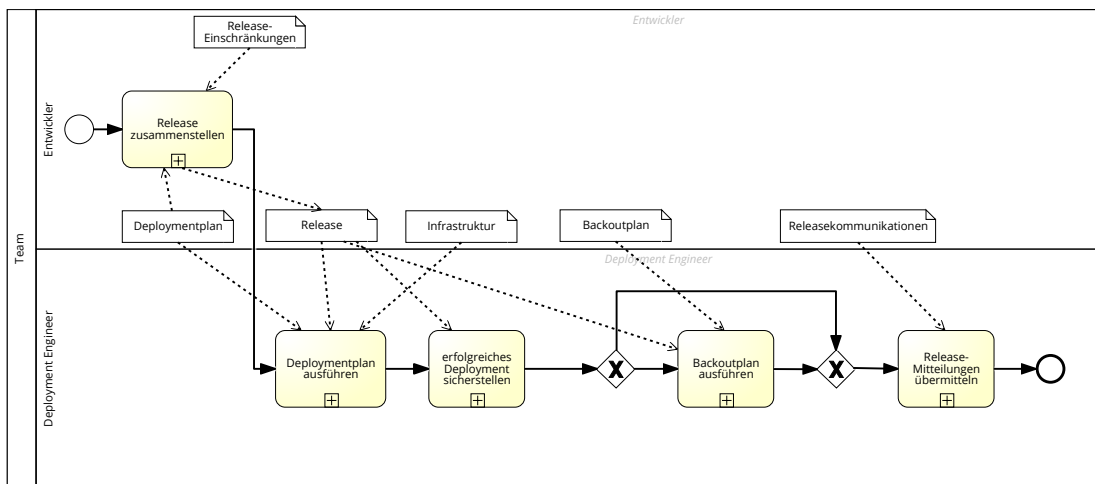 Team
Entwickler
Entwickler
Release-
Einschränkungen
Release
zusammenstellen
Deploymentplan
Release
Infrastruktur
Backoutplan
Releasekommunikationen
Deployment Engineer
Deployment Engineer
Deploymentplan
ausführen
erfolgreiches
Deployment
sicherstellen
X
Backoutplan
ausführen
X
Release-
Mitteilungen
übermitteln